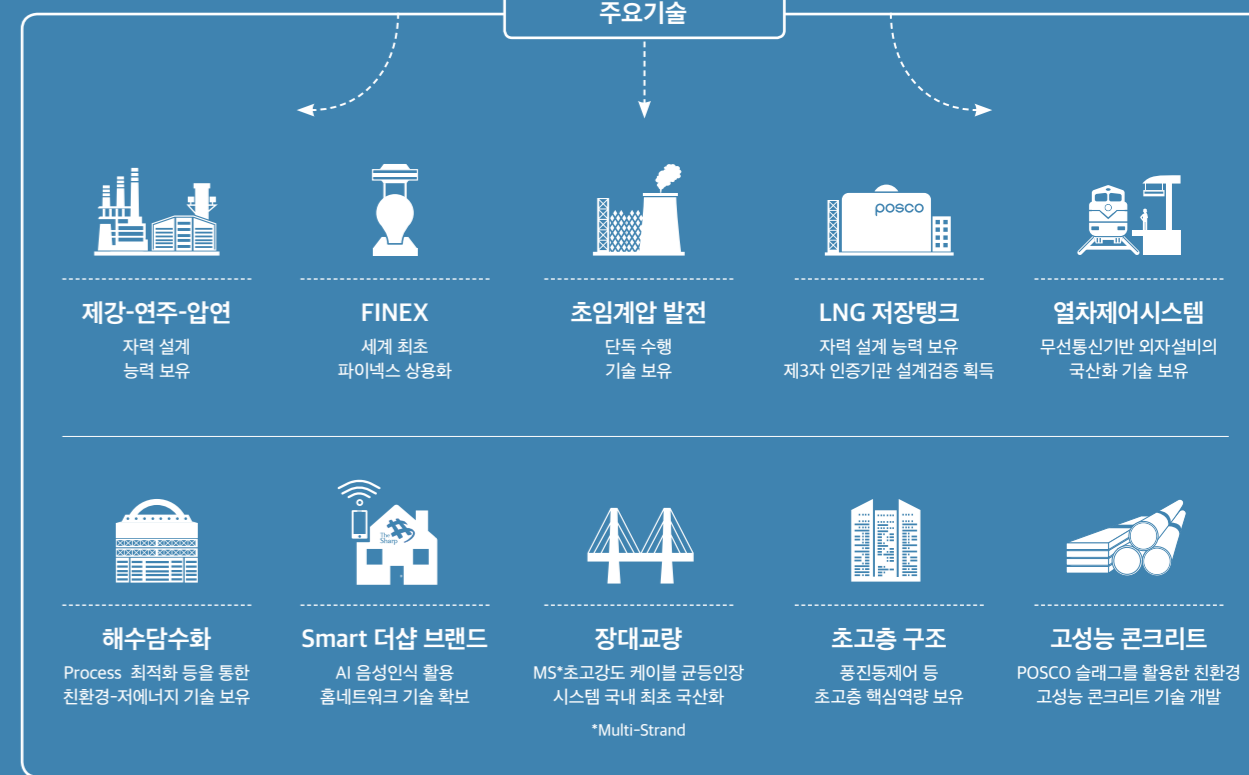 주요기술
posco
제강-연주-압연
자력 설계
능력 보유
FINEX
세계 최초
파이넥스 상용화
초임계압 발전
단독 수행
기술 보유
LNG 저장탱크
자력 설계 능력 보유
제3자 인증기관 설계검증 획득
열차제어시스템
무선통신기반 외자설비의
국산화 기술 보유
해수담수화
Process 최적화 등을 통한
친환경-저에너지 기술 보유
The
Sharp
Smart 더샵 브랜드
AI 음성인식 활용
홈네트워크 기술 확보
장대교량
MS*초고강도 케이블 균등인장
시스템 국내 최초 국산화
*Multi-Strand
초고층 구조
풍진동제어 등
초고층 핵심역량 보유
고성능 콘크리트
POSCO 슬래그를 활용한 친환경
고성능 콘크리트 기술 개발